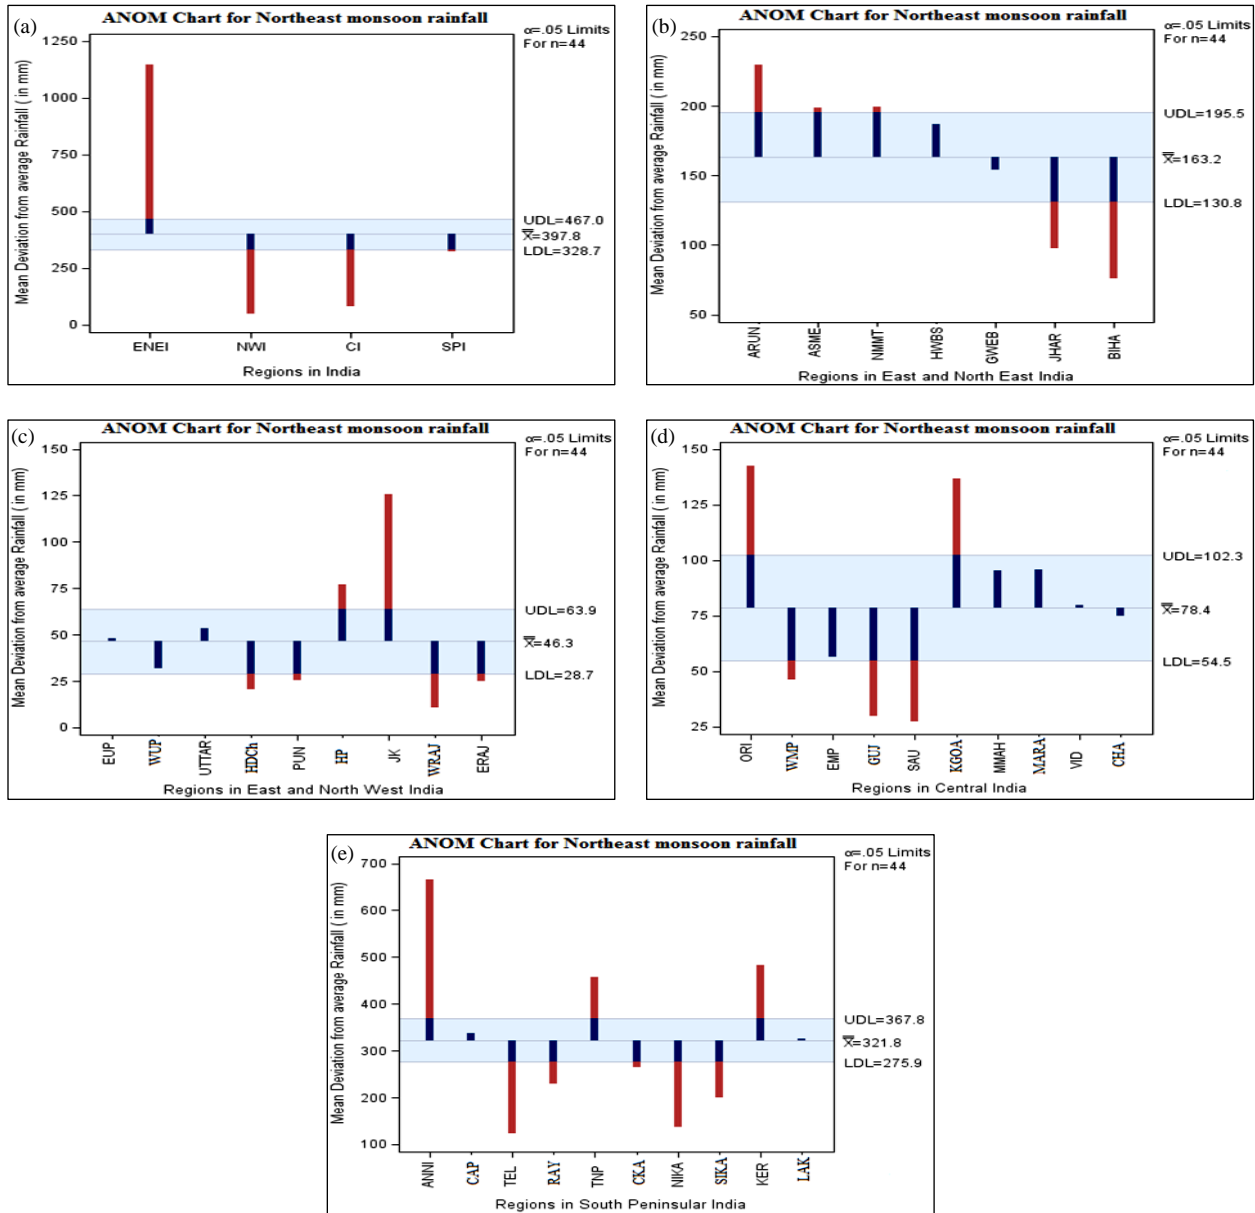 (a)
ANOM Chart for Northeast monsoon rainfall
α=.05 Limits
For n=44
Mean Deviation from average Rainfall ( in mm)
1250
1000
750
500
250
0
UDL=467.0
X̿=397.8
LDL=328.7
ENEI NWI CI SPI
Regions in India
(b)
ANOM Chart for Northeast monsoon rainfall
α=.05 Limits
For n=44
Mean Deviation from average Rainfall ( in mm)
250
200
150
100
50
UDL=195.5
X̿=163.2
LDL=130.8
ARUN ASME NMMT HWBS GWEB JHAR BIHA
Regions in East and North East India
(c)
ANOM Chart for Northeast monsoon rainfall
α=.05 Limits
For n=44
Mean Deviation from average Rainfall ( in mm)
150
125
100
75
50
25
0
UDL=63.9
X̿=46.3
LDL=28.7
EUP WUP UTTAR HDCh PUN HP JK WRAJ ERAJ
Regions in East and North West India
(d)
ANOM Chart for Northeast monsoon rainfall
α=.05 Limits
For n=44
Mean Deviation from average Rainfall ( in mm)
150
125
100
75
50
25
UDL=102.3
X̿=78.4
LDL=54.5
ORI WMP EMP GUJ SAU KGOA MMAH MARA VID CHA
Regions in Central India
(e)
ANOM Chart for Northeast monsoon rainfall
α=.05 Limits
For n=44
Mean Deviation from average Rainfall ( in mm)
700
600
500
400
300
200
100
UDL=367.8
X̿=321.8
LDL=275.9
ANNI CAP TEL RAY TNP CKA NIKA SIKA KER LAK
Regions in South Peninsular India